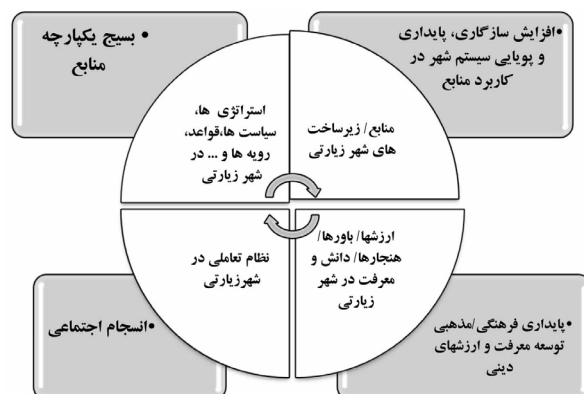 •افزایش سازگاری، پایداری
و پویایی سیستم شهر در
کاربرد منابع
• بسیج یکپارچه
منابع
منابع/ زیرساخت
های شهر زیارتی
استراتژی ها،
سیاست ها،قواعد،
رویه ها و ... در
شهر زیارتی
ارزشها/ باورها/
هنجارها/ دانش و
معرفت در شهر
زیارتی
نظام تعاملی در
شهرزیارتی
•پایداری فرهنگی/مذهبی
توسعه معرفت و ارزشهای
دینی
•انسجام اجتماعی